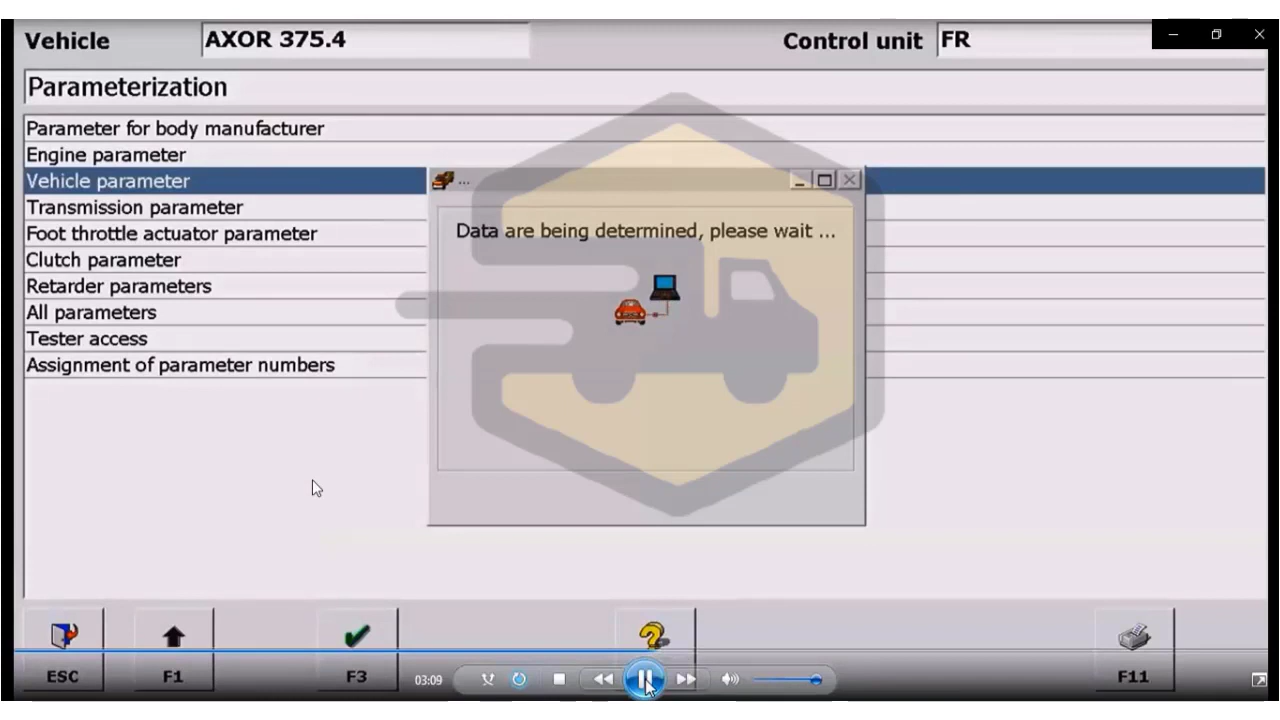 Vehicle AXOR 375.4 Control unit FR
Parameterization
Parameter for body manufacturer
Engine parameter
Vehicle parameter
...
Transmission parameter
Foot throttle actuator parameter
Data are being determined, please wait ...
Clutch parameter
Retarder parameters
All parameters
Tester access
Assignment of parameter numbers
ESC F1 F3 03:09 F11